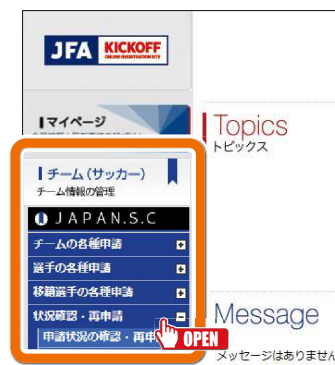 JFA KICKOFF
ONLINE REGISTRATION SITE
マイページ
Topics
トピックス
チーム(サッカー)
チーム情報の管理
JAPAN.S.C
チームの各種申請
選手の各種申請
移籍選手の各種申請
状況確認・再申請
申請状況の確認・再申
OPEN
Message
メッセージはありません